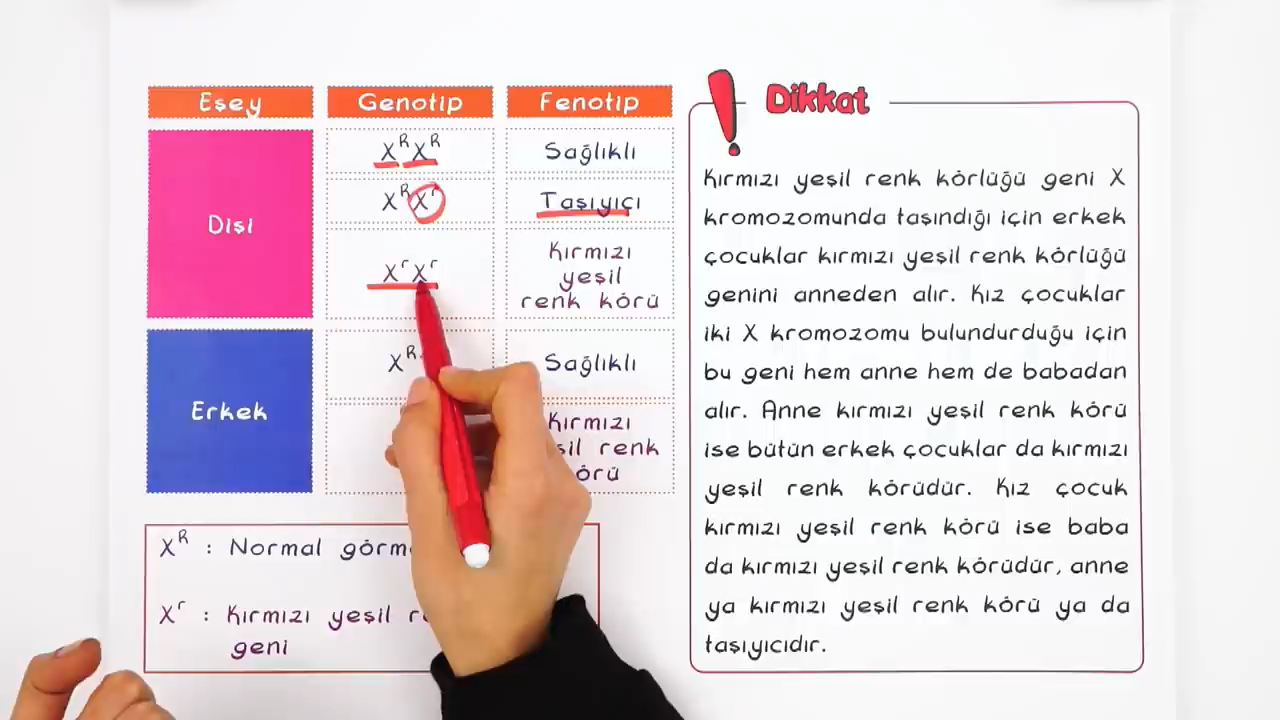 Eşey Genotip Fenotip
Dişi
X^R X^R Sağlıklı
X^R X^r Taşıyıcı
X^r X^r Kırmızı
yeşil
renk körü
Erkek
X^R Sağlıklı
Kırmızı
renk
X^R : Normal
X^r : Kırmızı yeşil
geni
! Dikkat
Kırmızı yeşil renk körlüğü geni X
kromozomunda taşındığı için erkek
çocuklar kırmızı yeşil renk körlüğü
genini anneden alır. Kız çocuklar
iki X kromozomu bulundurduğu için
bu geni hem anne hem de babadan
alır. Anne kırmızı yeşil renk körü
ise bütün erkek çocuklar da kırmızı
yeşil renk körüdür. Kız çocuk
kırmızı yeşil renk körü ise baba
da kırmızı yeşil renk körüdür, anne
ya kırmızı yeşil renk körü ya da
taşıyıcıdır.